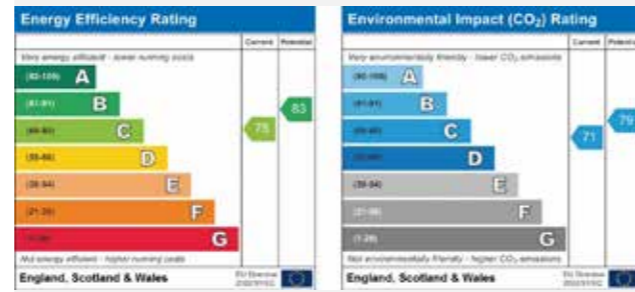 Energy Efficiency Rating
Current Potential
Very energy efficient - lower running costs
(92-100) A
(81-91) B
(69-80) C
(55-68) D
(39-54) E
(21-38) F
(1-20) G
75
83
Not energy efficient - higher running costs
England, Scotland & Wales
EU Directive
2002/91/EC
Environmental Impact (CO₂) Rating
Current Potential
Very environmentally friendly - lower CO₂ emissions
(92-100) A
(81-91) B
(69-80) C
(55-68) D
(39-54) E
(21-38) F
(1-20) G
71
79
Not environmentally friendly - higher CO₂ emissions
England, Scotland & Wales
EU Directive
2002/91/EC